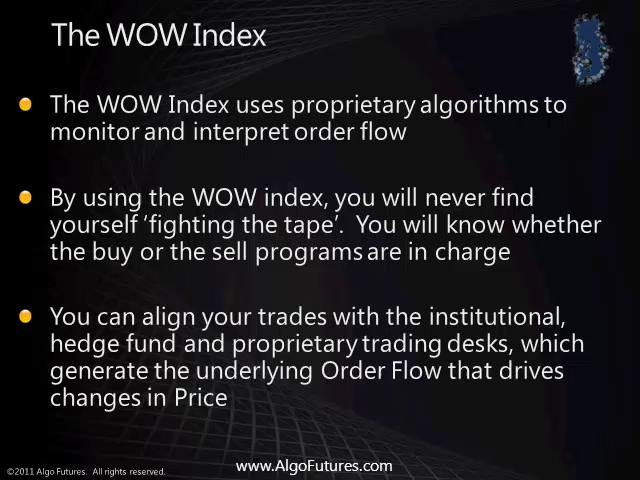 The WOW Index
The WOW Index uses proprietary algorithms to
monitor and interpret order flow
By using the WOW index, you will never find
yourself ‘fighting the tape’.  You will know whether
the buy or the sell programs are in charge
You can align your trades with the institutional,
hedge fund and proprietary trading desks, which
generate the underlying Order Flow that drives
changes in Price
©2011 Algo Futures.  All rights reserved.
www.AlgoFutures.com